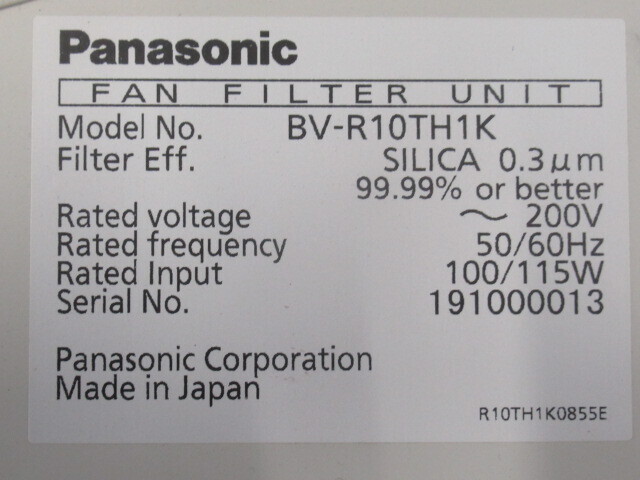 Panasonic
FAN FILTER UNIT
Model No. BV-R10TH1K
Filter Eff. SILICA 0.3μm
99.99% or better
Rated voltage ～ 200V
Rated frequency 50/60Hz
Rated Input 100/115W
Serial No. 191000013
Panasonic Corporation
Made in Japan
R10TH1K0855E